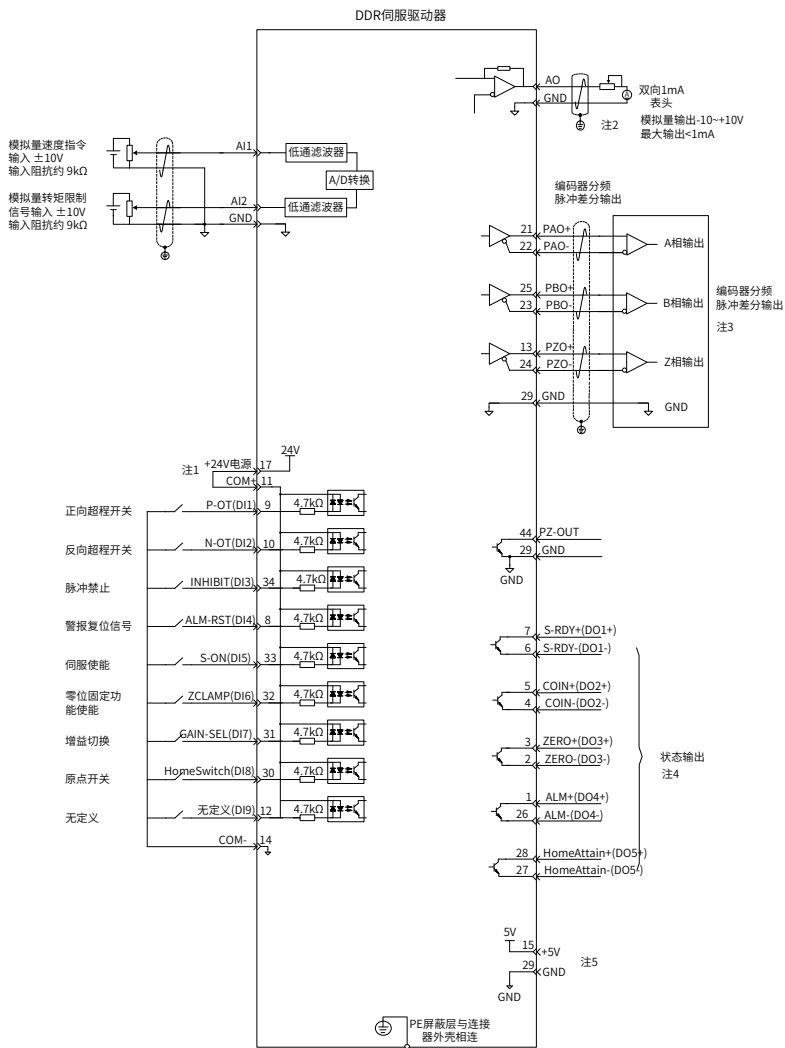 DDR伺服驱动器
AO
GND
双向1mA
表头
A
注2
模拟量输出-10~+10V
最大输出<1mA
模拟量速度指令
输入 ±10V
输入阻抗约 9kΩ
AI1
低通滤波器
A/D转换
模拟量转矩限制
信号输入 ±10V
输入阻抗约 9kΩ
AI2
低通滤波器
GND
编码器分频
脉冲差分输出
21 PAO+
22 PAO-
A相输出
25 PBO+
23 PBO-
B相输出
编码器分频
脉冲差分输出
注3
13 PZO+
24 PZO-
Z相输出
29 GND
GND
24V
注1
+24V电源 17
COM+ 11
正向超程开关 P-OT(DI1) 9 4.7kΩ
反向超程开关 N-OT(DI2) 10 4.7kΩ
脉冲禁止 INHIBIT(DI3) 34 4.7kΩ
警报复位信号 ALM-RST(DI4) 8 4.7kΩ
伺服使能 S-ON(DI5) 33 4.7kΩ
零位固定功
能使能
ZCLAMP(DI6) 32 4.7kΩ
增益切换 GAIN-SEL(DI7) 31 4.7kΩ
原点开关 HomeSwitch(DI8) 30 4.7kΩ
无定义 无定义(DI9) 12 4.7kΩ
COM- 14
44 PZ-OUT
29 GND
GND
7 S-RDY+(DO1+)
6 S-RDY-(DO1-)
5 COIN+(DO2+)
4 COIN-(DO2-)
3 ZERO+(DO3+)
2 ZERO-(DO3-)
状态输出
注4
1 ALM+(DO4+)
26 ALM-(DO4-)
28 HomeAttain+(DO5+)
27 HomeAttain-(DO5-)
5V
15 +5V
29 GND
注5
GND
PE屏蔽层与连接
器外壳相连